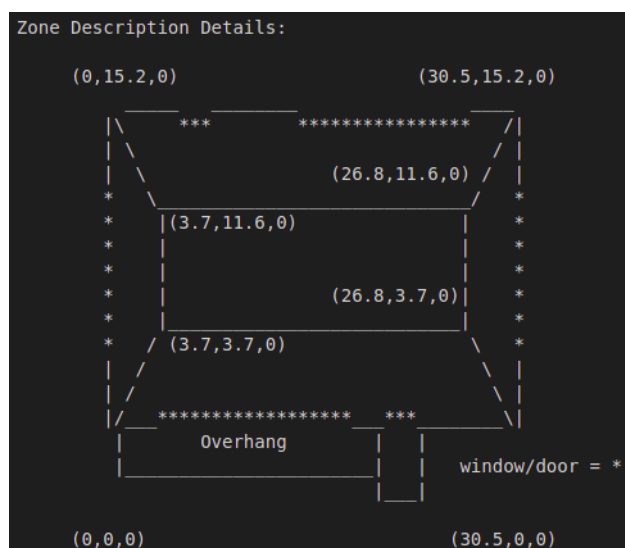 Zone Description Details:
(0,15.2,0) (30.5,15.2,0)
(26.8,11.6,0)
(3.7,11.6,0)
(26.8,3.7,0)
(3.7,3.7,0)
Overhang
window/door = *
(0,0,0) (30.5,0,0)